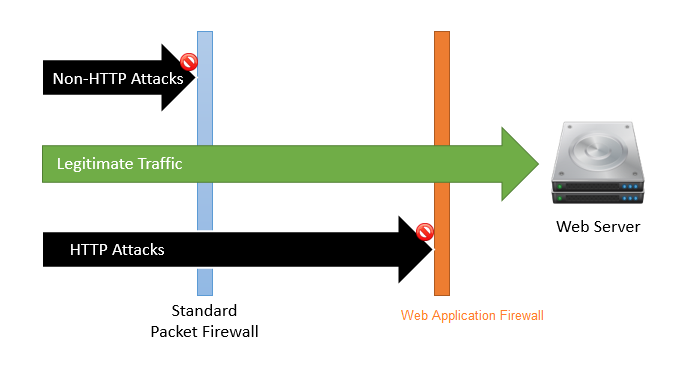 Non-HTTP Attacks
Legitimate Traffic
Web Server
HTTP Attacks
Standard
Packet Firewall
Web Application Firewall